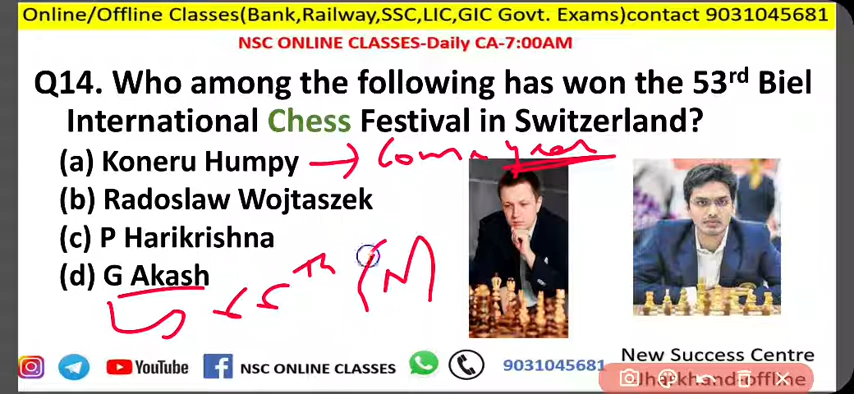 Online/Offline Classes(Bank,Railway,SSC,LIC,GIC Govt. Exams)contact 9031045681
NSC ONLINE CLASSES-Daily CA-7:00AM
Q14. Who among the following has won the 53rd Biel
International Chess Festival in Switzerland?
(a) Koneru Humpy
(b) Radoslaw Wojtaszek
(c) P Harikrishna
(d) G Akash
YouTube
NSC ONLINE CLASSES
9031045681
New Success Centre
Jharkhand-offline